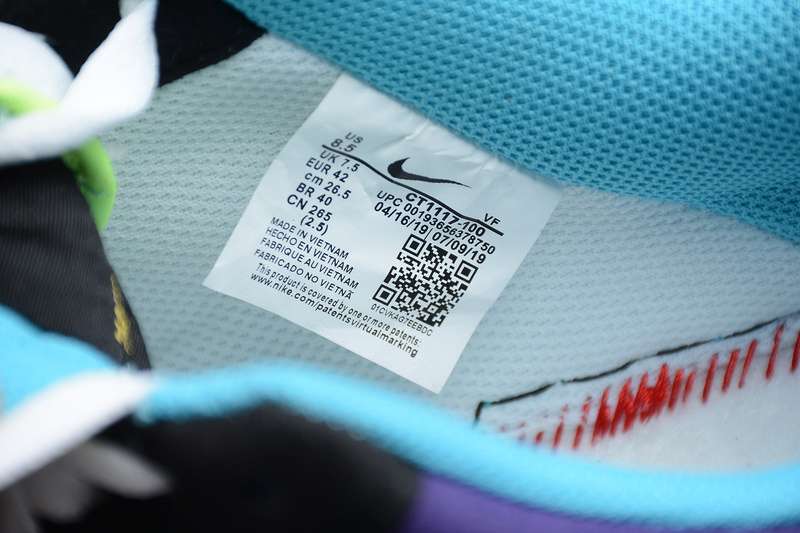 US
8.5
UK 7.5
EUR 42
cm 26.5
BR 40
CN 265
(2.5)
MADE IN VIETNAM
HECHO EN VIETNAM
FABRIQUE AU VIETNAM
FABRICADO NO VIETNÃ
This product is covered by one or more patents:
www.nike.com/patentsvirtualmarking
CT1117-100
VF
UPC 00193656378750
04/16/19 07/09/19